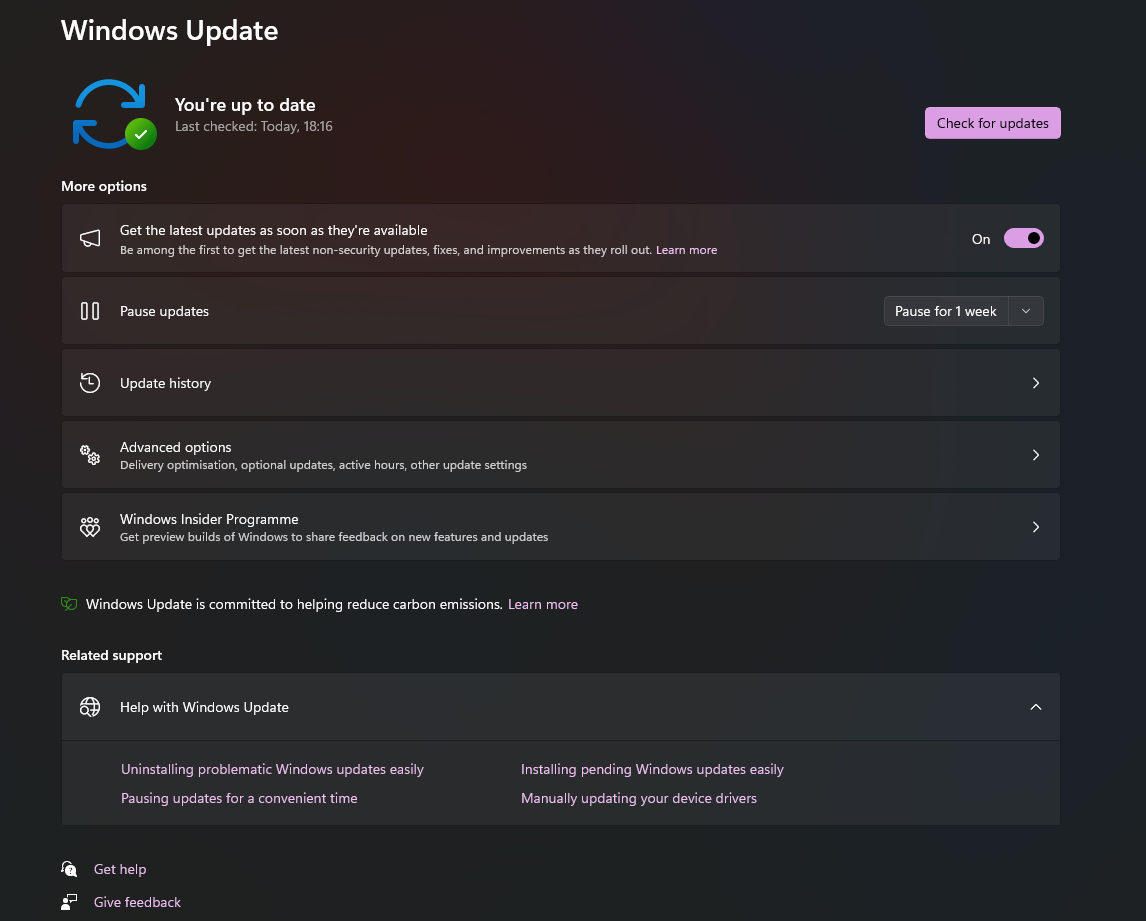 Windows Update
You're up to date
Last checked: Today, 18:16
Check for updates
More options
Get the latest updates as soon as they're available
Be among the first to get the latest non-security updates, fixes, and improvements as they roll out. Learn more
On
Pause updates
Pause for 1 week
Update history
Advanced options
Delivery optimisation, optional updates, active hours, other update settings
Windows Insider Programme
Get preview builds of Windows to share feedback on new features and updates
Windows Update is committed to helping reduce carbon emissions. Learn more
Related support
Help with Windows Update
Uninstalling problematic Windows updates easily
Installing pending Windows updates easily
Pausing updates for a convenient time
Manually updating your device drivers
Get help
Give feedback